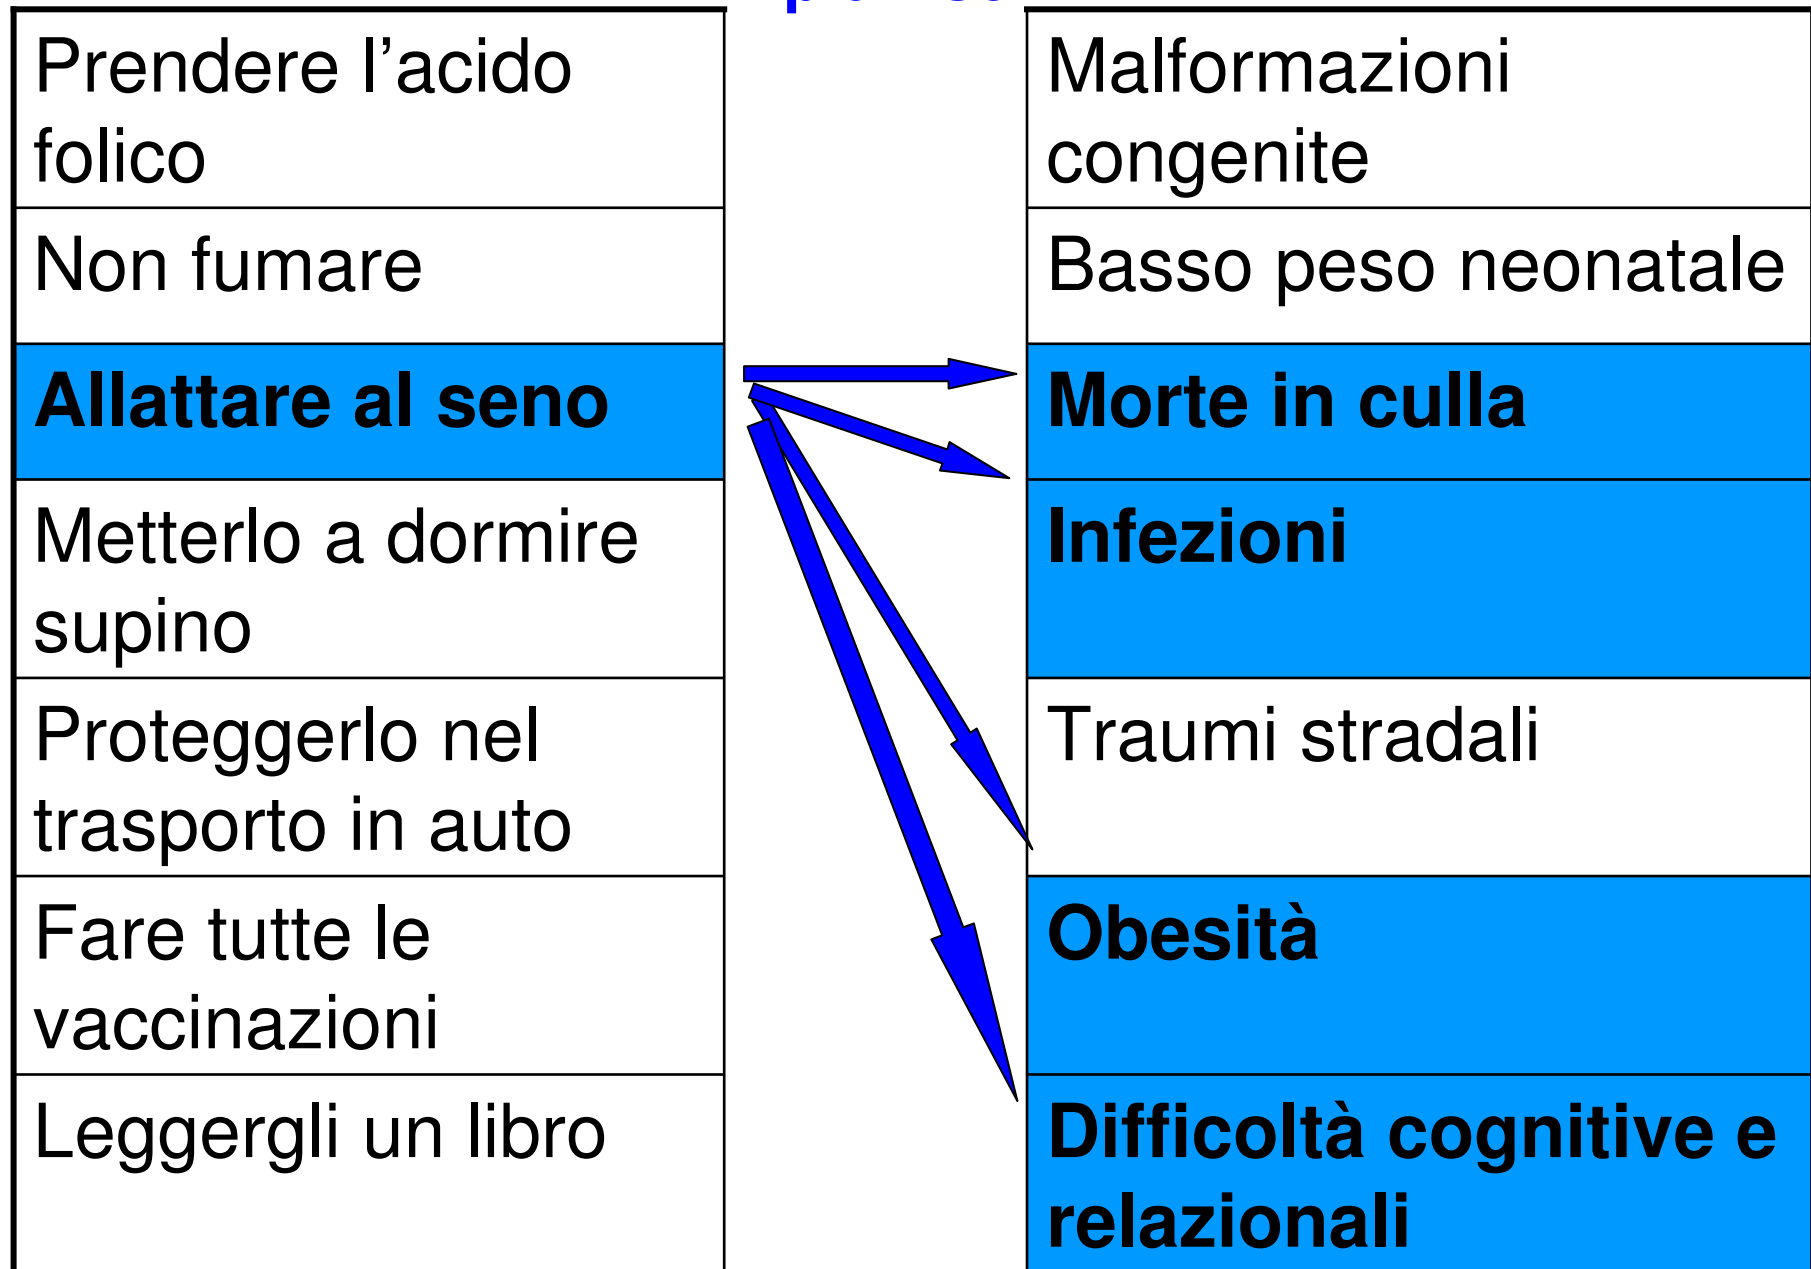 Prendere l’acido
folico
Non fumare
Allattare al seno
Metterlo a dormire
supino
Proteggerlo nel
trasporto in auto
Fare tutte le
vaccinazioni
Leggergli un libro
Malformazioni
congenite
Basso peso neonatale
Morte in culla
Infezioni
Traumi stradali
Obesità
Difficoltà cognitive e
relazionali